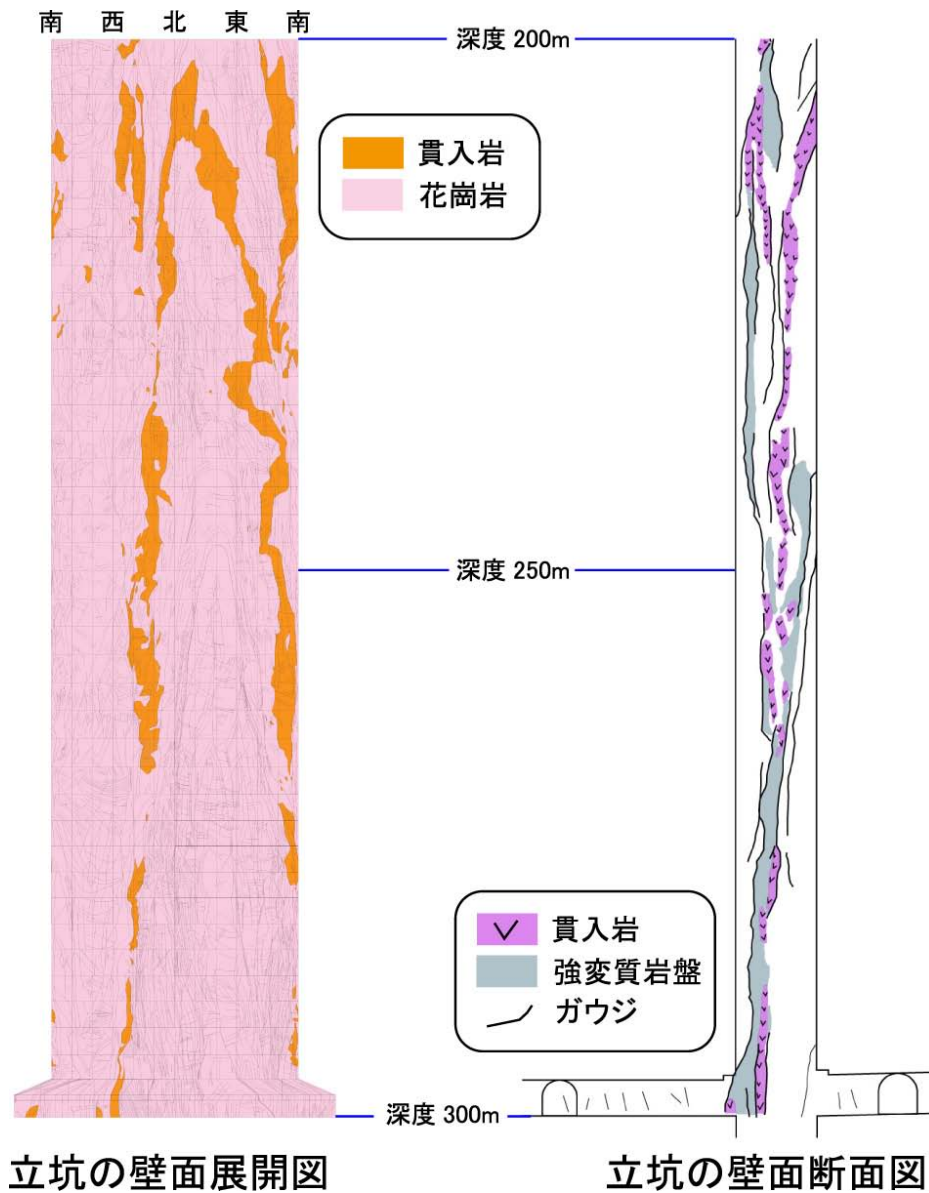 南 西 北 東 南
深度 200m
貫入岩
花崗岩
深度 250m
貫入岩
強変質岩盤
ガウジ
深度 300m
立坑の壁面展開図
立坑の壁面断面図